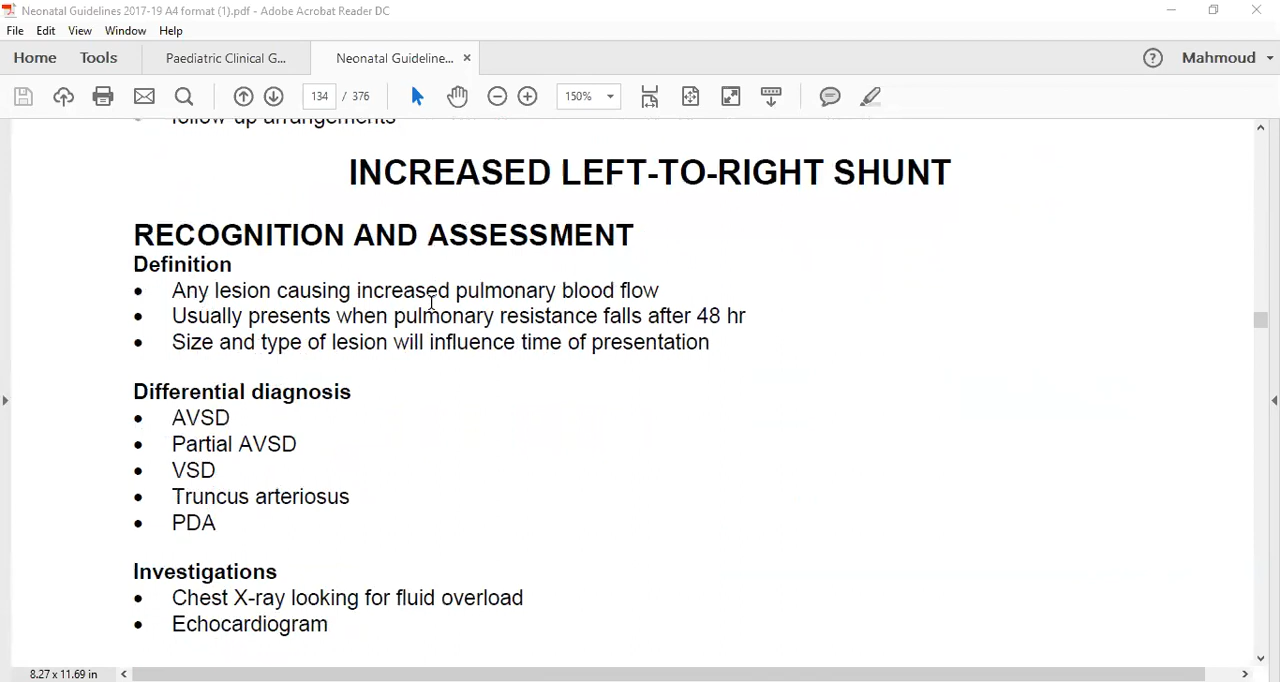 Neonatal Guidelines 2017-19 A4 format (1).pdf - Adobe Acrobat Reader DC
File Edit View Window Help
Home Tools Paediatric Clinical G... Neonatal Guideline... × ? Mahmoud
134 / 376 150%
follow-up arrangements
INCREASED LEFT-TO-RIGHT SHUNT
RECOGNITION AND ASSESSMENT
Definition
• Any lesion causing increased pulmonary blood flow
• Usually presents when pulmonary resistance falls after 48 hr
• Size and type of lesion will influence time of presentation
Differential diagnosis
• AVSD
• Partial AVSD
• VSD
• Truncus arteriosus
• PDA
Investigations
• Chest X-ray looking for fluid overload
• Echocardiogram
8.27 x 11.69 in